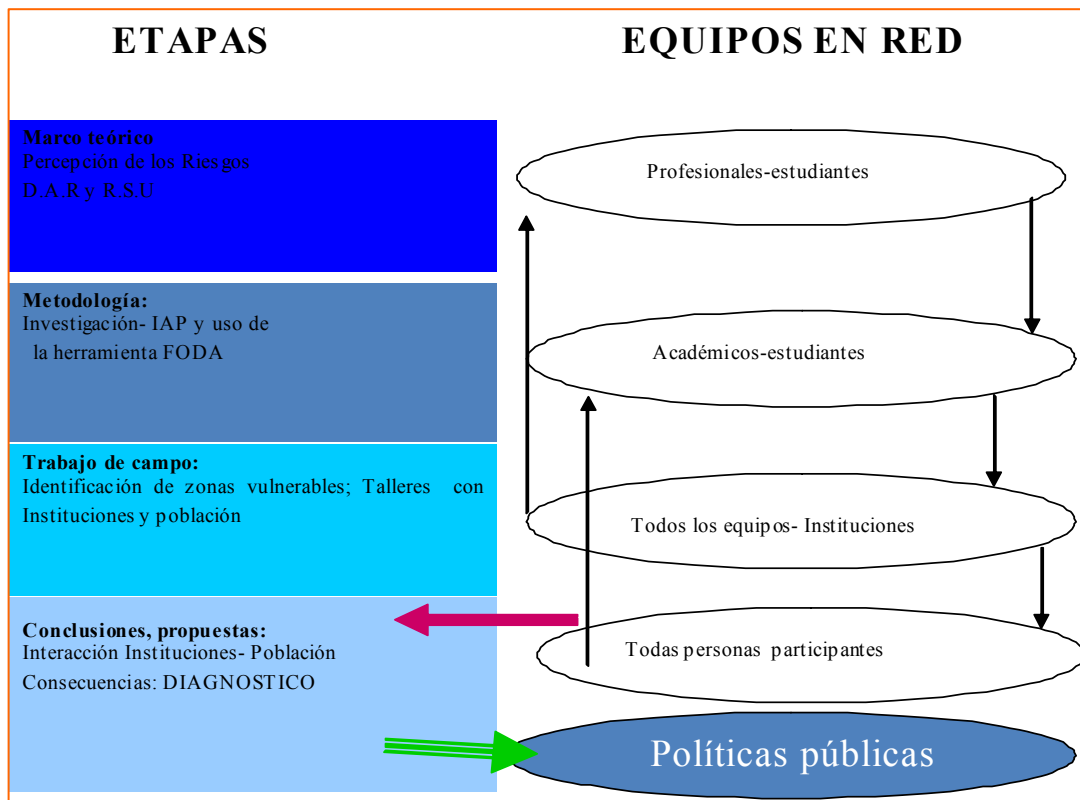 ETAPAS
EQUIPOS EN RED
Marco teórico
Percepción de los Riesgos
D.A.R y R.S.U
Profesionales-estudiantes
Metodología:
Investigación- IAP y uso de
la herramienta FODA
Académicos-estudiantes
Trabajo de campo:
Identificación de zonas vulnerables; Talleres con
Instituciones y población
Todos los equipos- Instituciones
Conclusiones, propuestas:
Interacción Instituciones- Población
Consecuencias: DIAGNOSTICO
Todas personas participantes
Políticas públicas